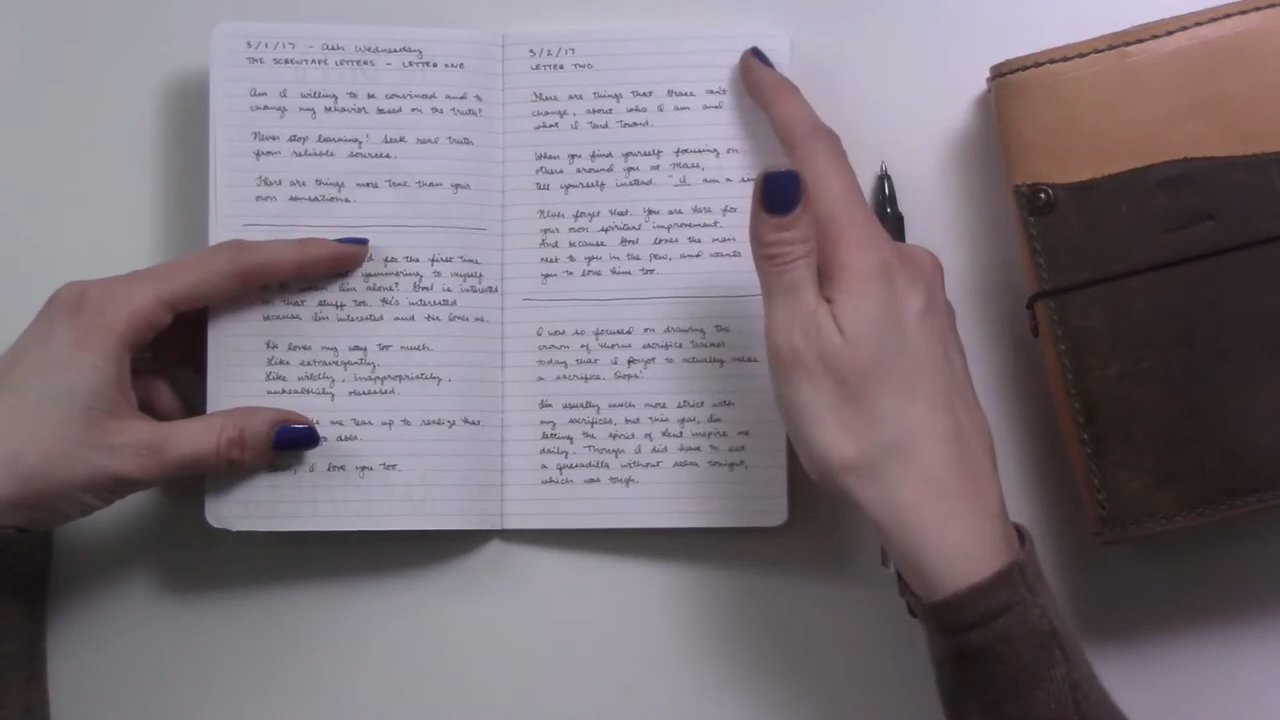 3/1/17 - Ash Wednesday
THE SCREWTAPE LETTERS - LETTER ONE
Am I willing to be convinced and to
change my behavior based on the truth?
Never stop learning! Seek real truth
from reliable sources.
There are things more true than your
own sensations.
for the first time
yammering to myself
I'm alone? God is interested
that stuff too. He's interested
because I'm interested and He loves me.
He loves my way too much.
Like extravagantly.
Like wildly, inappropriately,
unhealthily obsessed.
me tear up to realize that.
does.
I love you too.
3/2/17
LETTER TWO
There are things that these can't
change, about who I am and
what I tend toward.
When you find yourself focusing on
others around you at Mass,
tell yourself instead. "I am a
Never forget that. You are here for
your own spiritual improvement.
And because God loves the man
next to you in the pew, and wants
you to love him too.
I was so focused on drawing the
crown of thorns sacrifice tracker
today that I forgot to actually make
a sacrifice. Oops!
I'm usually much more strict with
my sacrifices, but this year, I'm
letting the spirit of Lent inspire me
daily. Though I did have to eat
a quesadilla without salsa tonight,
which was tough.